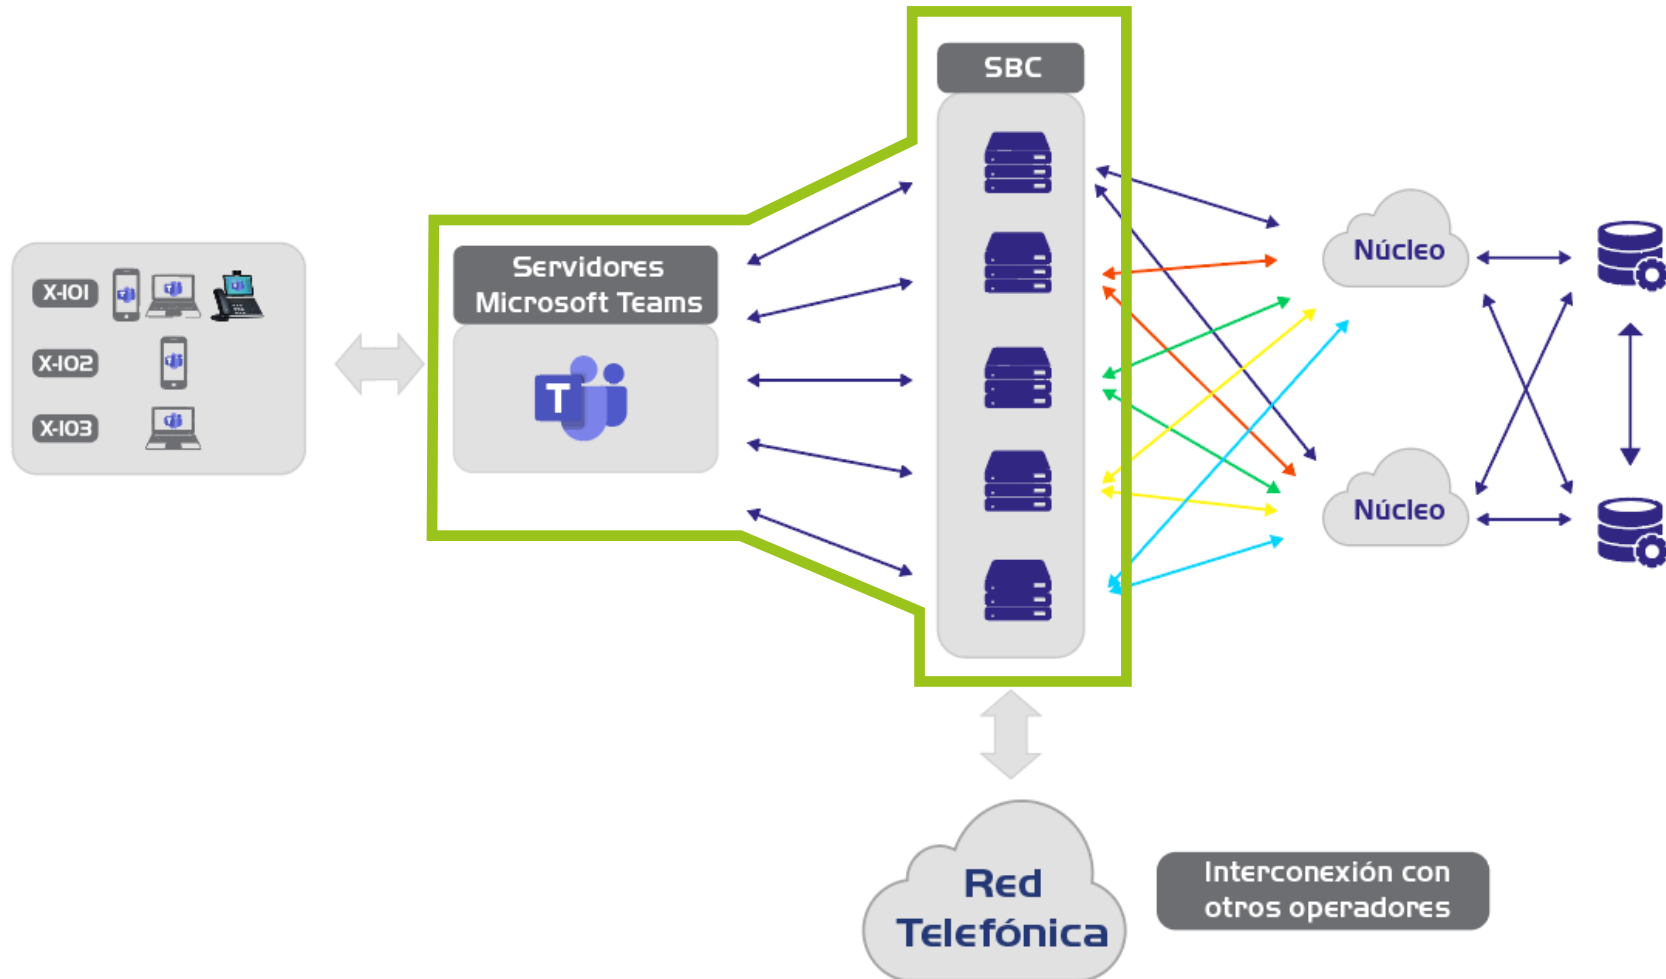 SBC
Servidores
Microsoft Teams
T
X-101
X-102
X-103
Núcleo
Núcleo
Red
Telefónica
Interconexión con
otros operadores